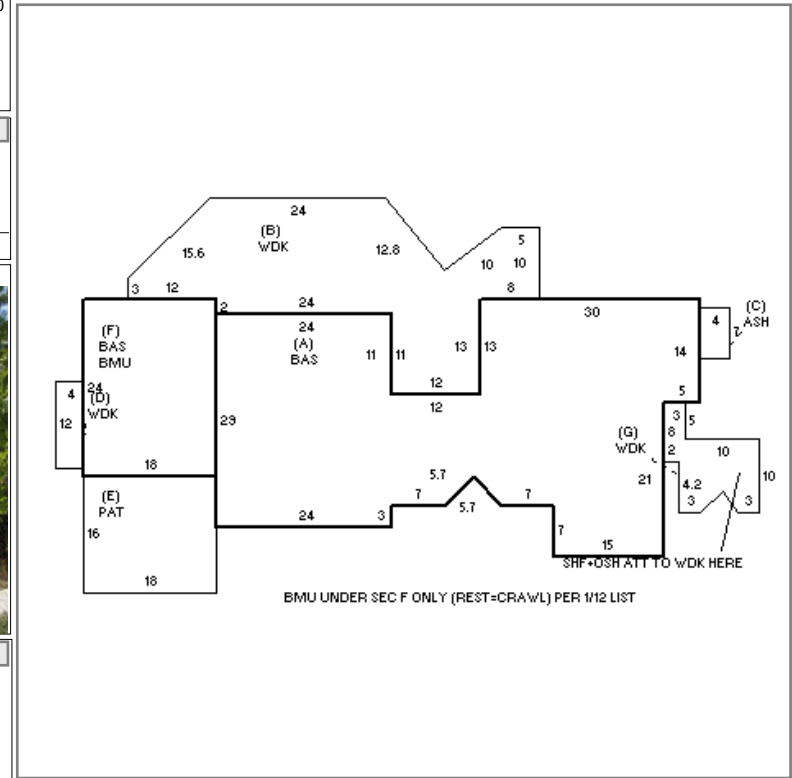 24
(B)
WDK
15.6
12.8
5
10 10
3 12
8
2 24
30
24
(A)
BAS
(F)
BAS
BMU
4
(C)
ASH
2
11 11
13 13
14
12
12
5
4 24
(D)
WDK
12
29
3 5
8
(G)
WDK
2
10
10
18
5.7
21
4.2
(E)
PAT
7
5.7
7
3 3
16
24
3
7
15
SHF+OSH ATT TO WDK HERE
18
BMU UNDER SEC F ONLY (REST=CRAWL) PER 1/12 LIST